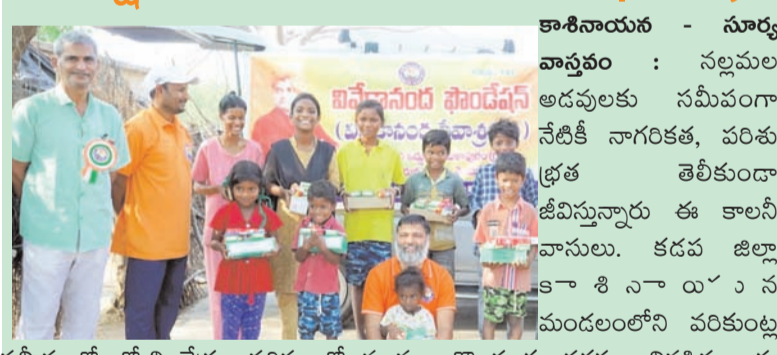 వివేకానంద ఫౌండేషన్
కాశినాయన - సూర్య
వాస్తవం : నల్లమల
అడవులకు సమీపంగా
నేటికీ నాగరికత, పరిశు
భ్రత తెలీకుండా
జీవిస్తున్నారు ఈ కాలనీ
వాసులు. కడప జిల్లా
కాశినాయన
మండలంలోని వరికుంట్ల